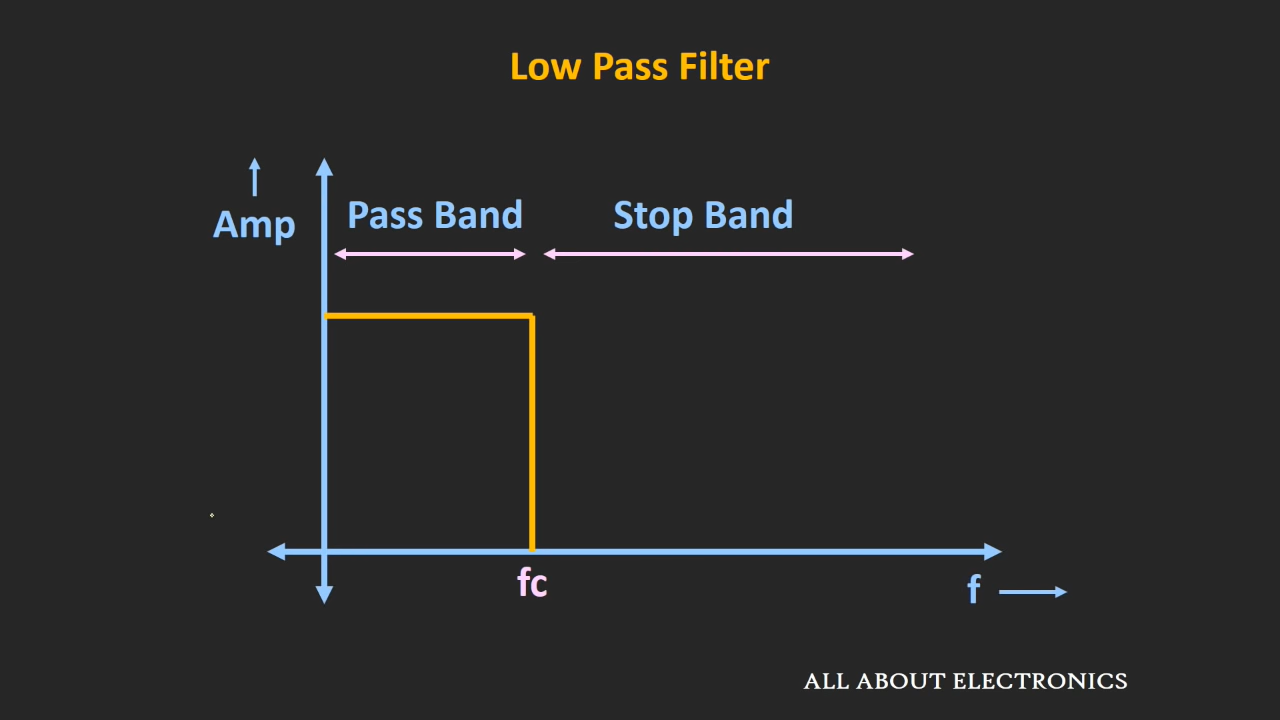 Low Pass Filter
Amp
Pass Band
Stop Band
fc
f
ALL ABOUT ELECTRONICS